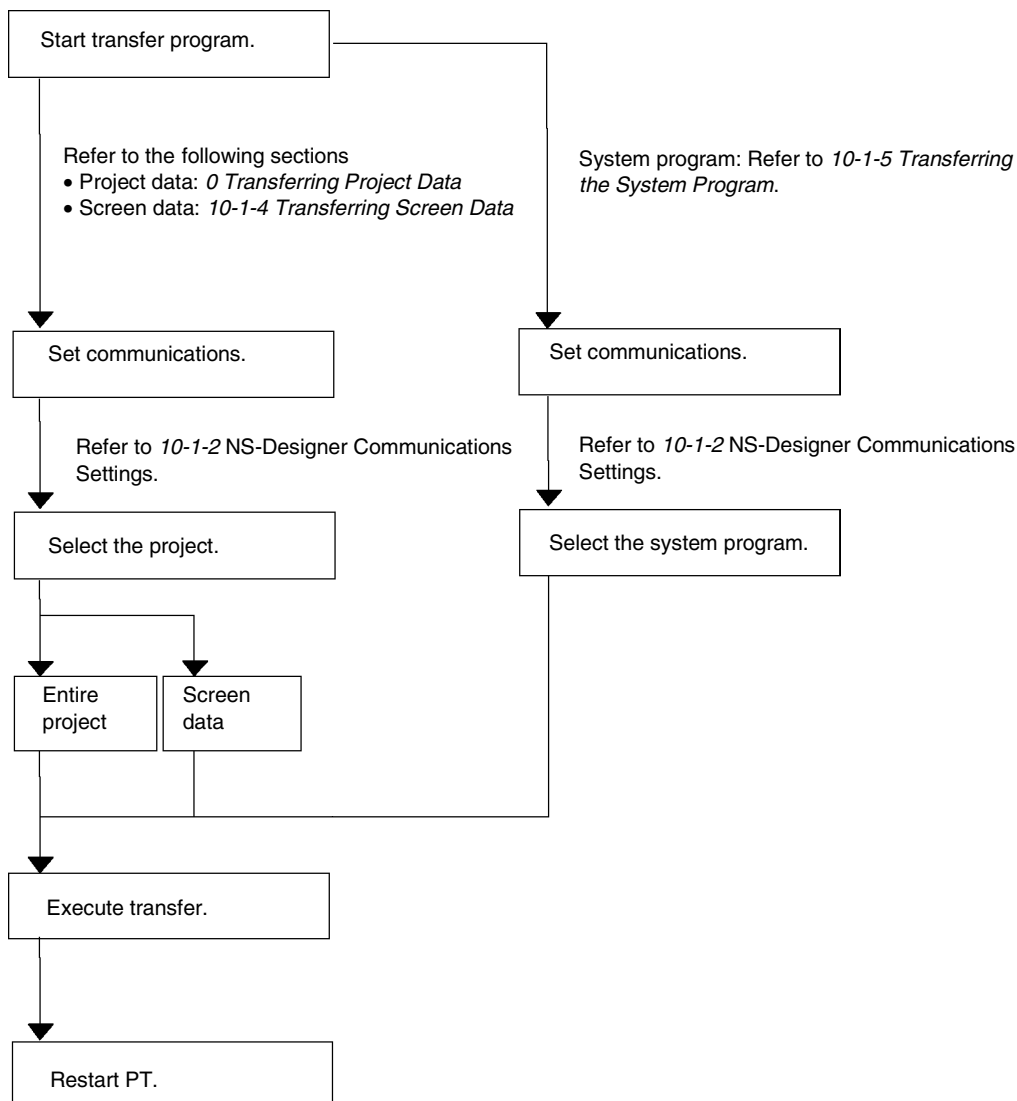 Start transfer program.
Refer to the following sections
• Project data: 0 Transferring Project Data
• Screen data: 10-1-4 Transferring Screen Data
System program: Refer to 10-1-5 Transferring
the System Program.
Set communications.
Set communications.
Refer to 10-1-2 NS-Designer Communications
Settings.
Refer to 10-1-2 NS-Designer Communications
Settings.
Select the project.
Select the system program.
Entire
project
Screen
data
Execute transfer.
Restart PT.